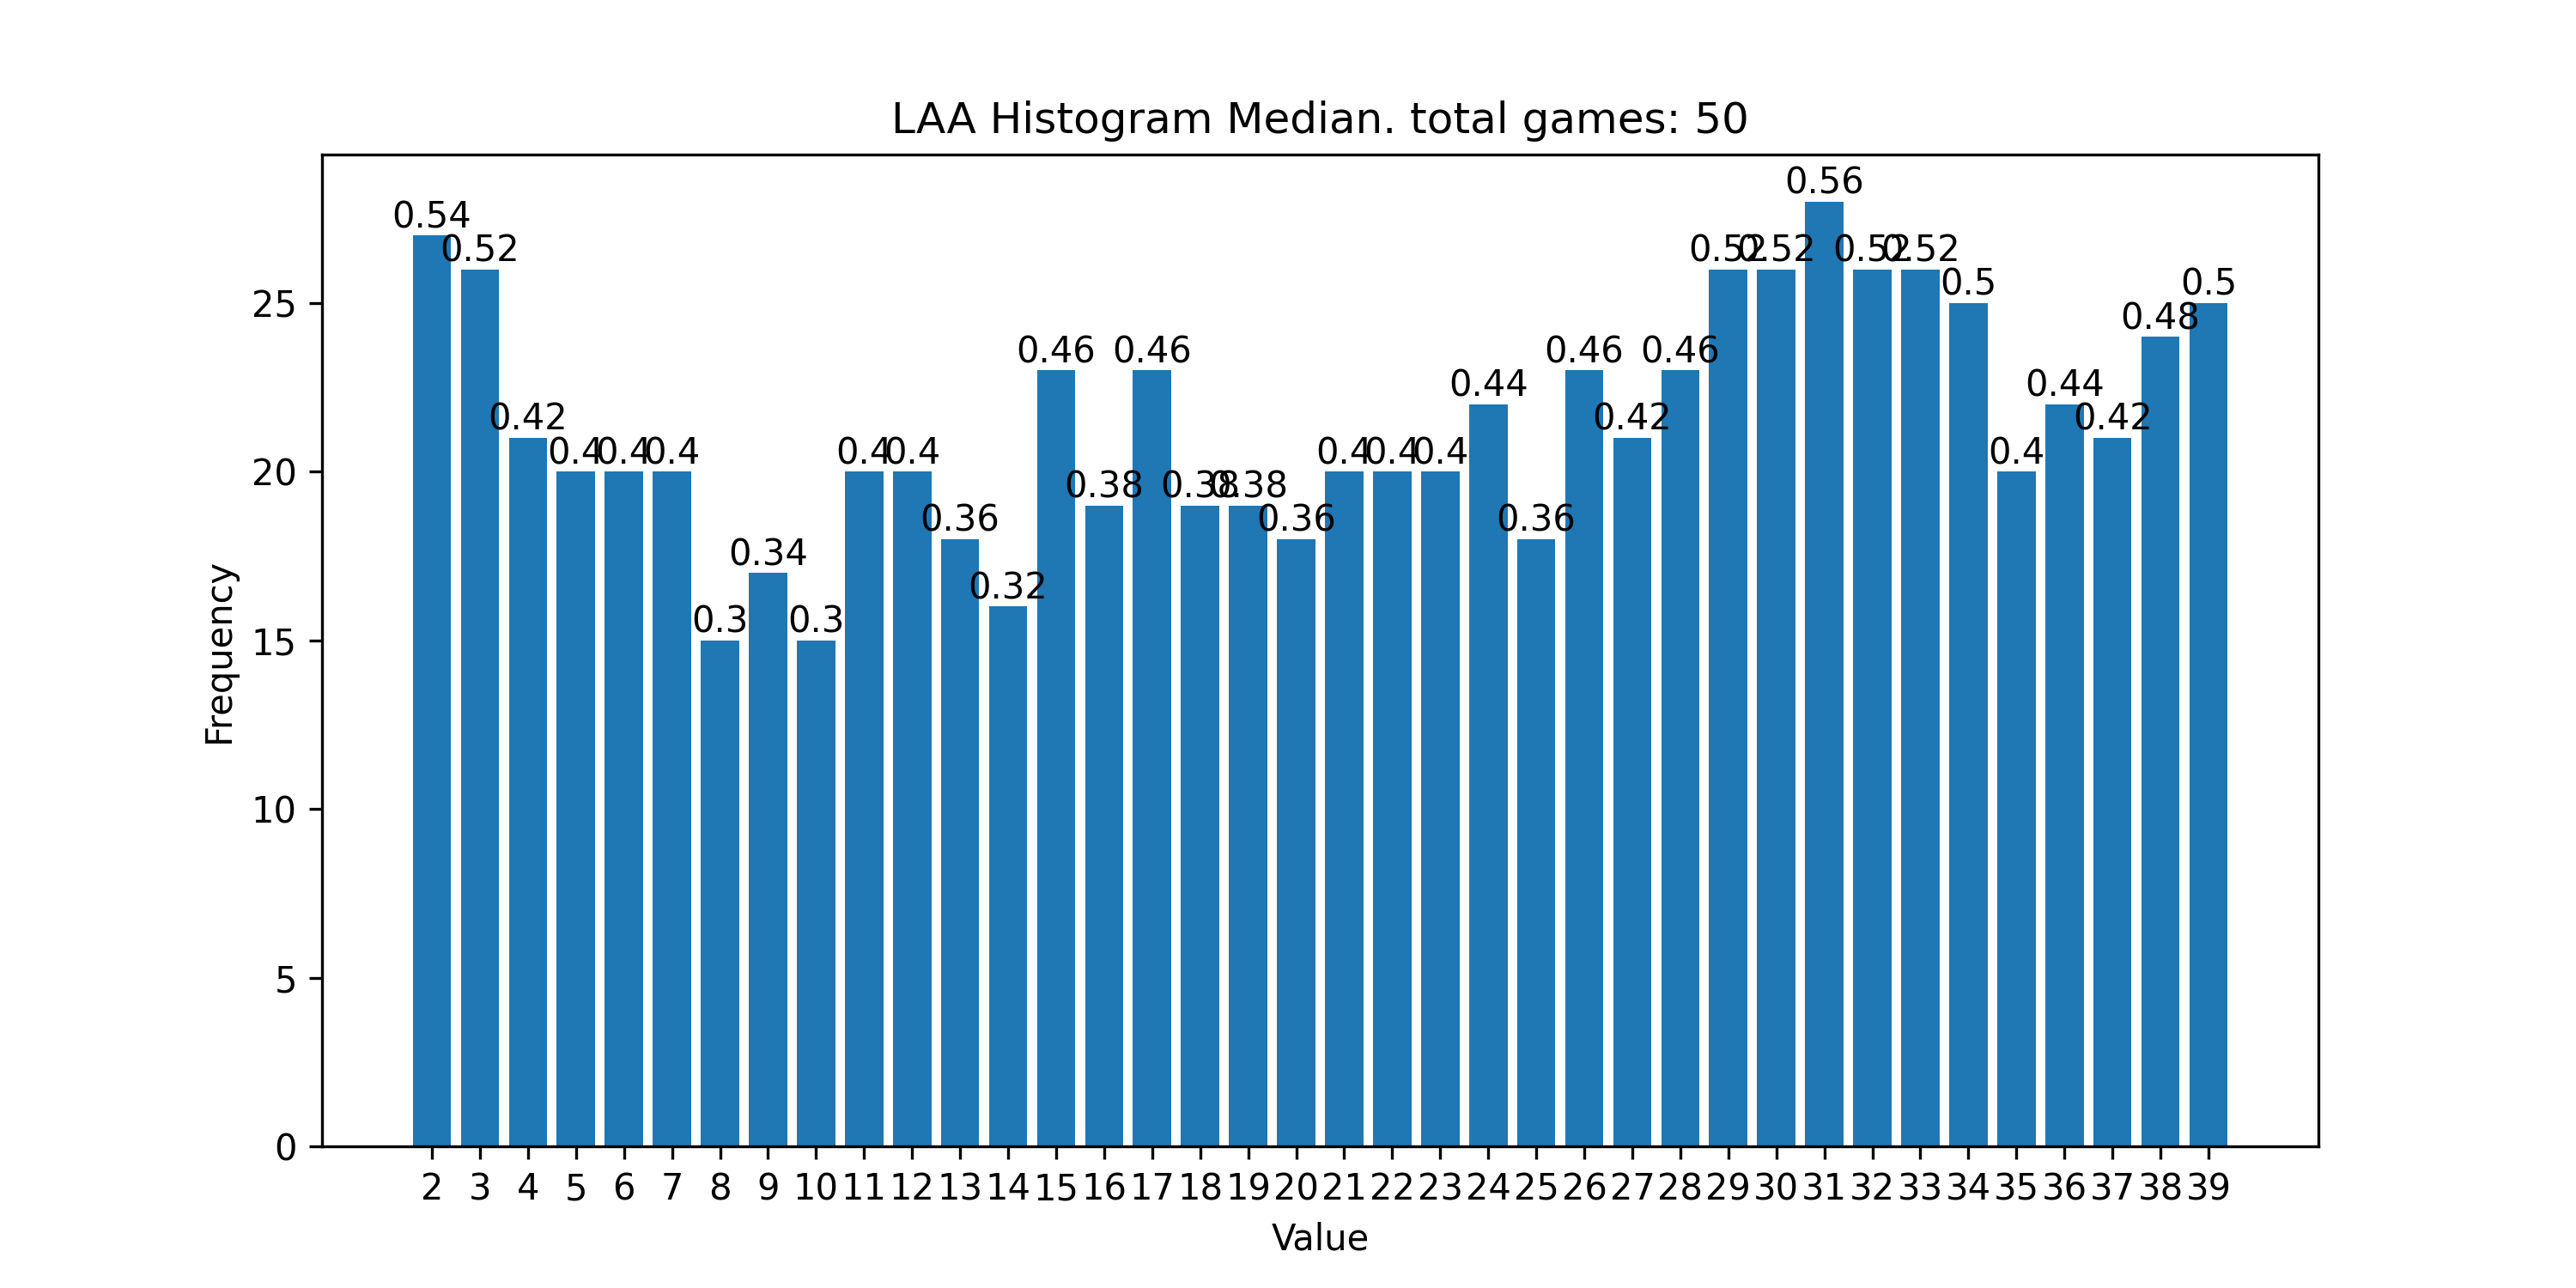 LAA Histogram Median. total games: 50
0.54 0.52 0.42 0.4 0.4 0.4 0.3 0.34 0.3 0.4 0.4 0.36 0.32 0.46 0.38 0.46 0.38 0.38 0.36 0.4 0.4 0.4 0.44 0.36 0.46 0.42 0.46 0.52 0.52 0.56 0.52 0.52 0.5 0.4 0.44 0.42 0.48 0.5
25
20
15
10
5
0
Frequency
2 3 4 5 6 7 8 9 10 11 12 13 14 15 16 17 18 19 20 21 22 23 24 25 26 27 28 29 30 31 32 33 34 35 36 37 38 39
Value